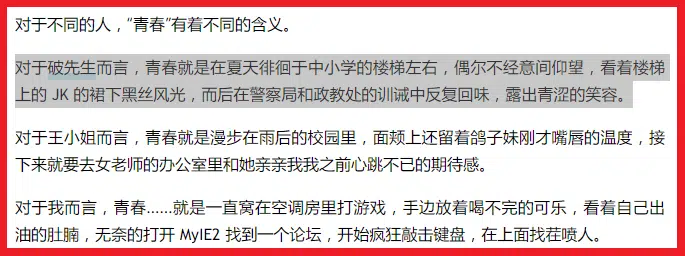 对于不同的人，“青春”有着不同的含义。
对于破先生而言，青春就是在夏天徘徊于中小学的楼梯左右，偶尔不经意间仰望，看着楼梯
上的 JK 的裙下黑丝风光，而后在警察局和政教处的训诫中反复回味，露出青涩的笑容。
对于王小姐而言，青春就是漫步在雨后的校园里，面颊上还留着鸽子妹刚才嘴唇的温度，接
下来就要去女老师的办公室里和她亲亲我我之前心跳不已的期待感。
对于我而言，青春......就是一直窝在空调房里打游戏，手边放着喝不完的可乐，看着自己出
油的肚腩，无奈的打开 MyIE2 找到一个论坛，开始疯狂敲击键盘，在上面找茬喷人。